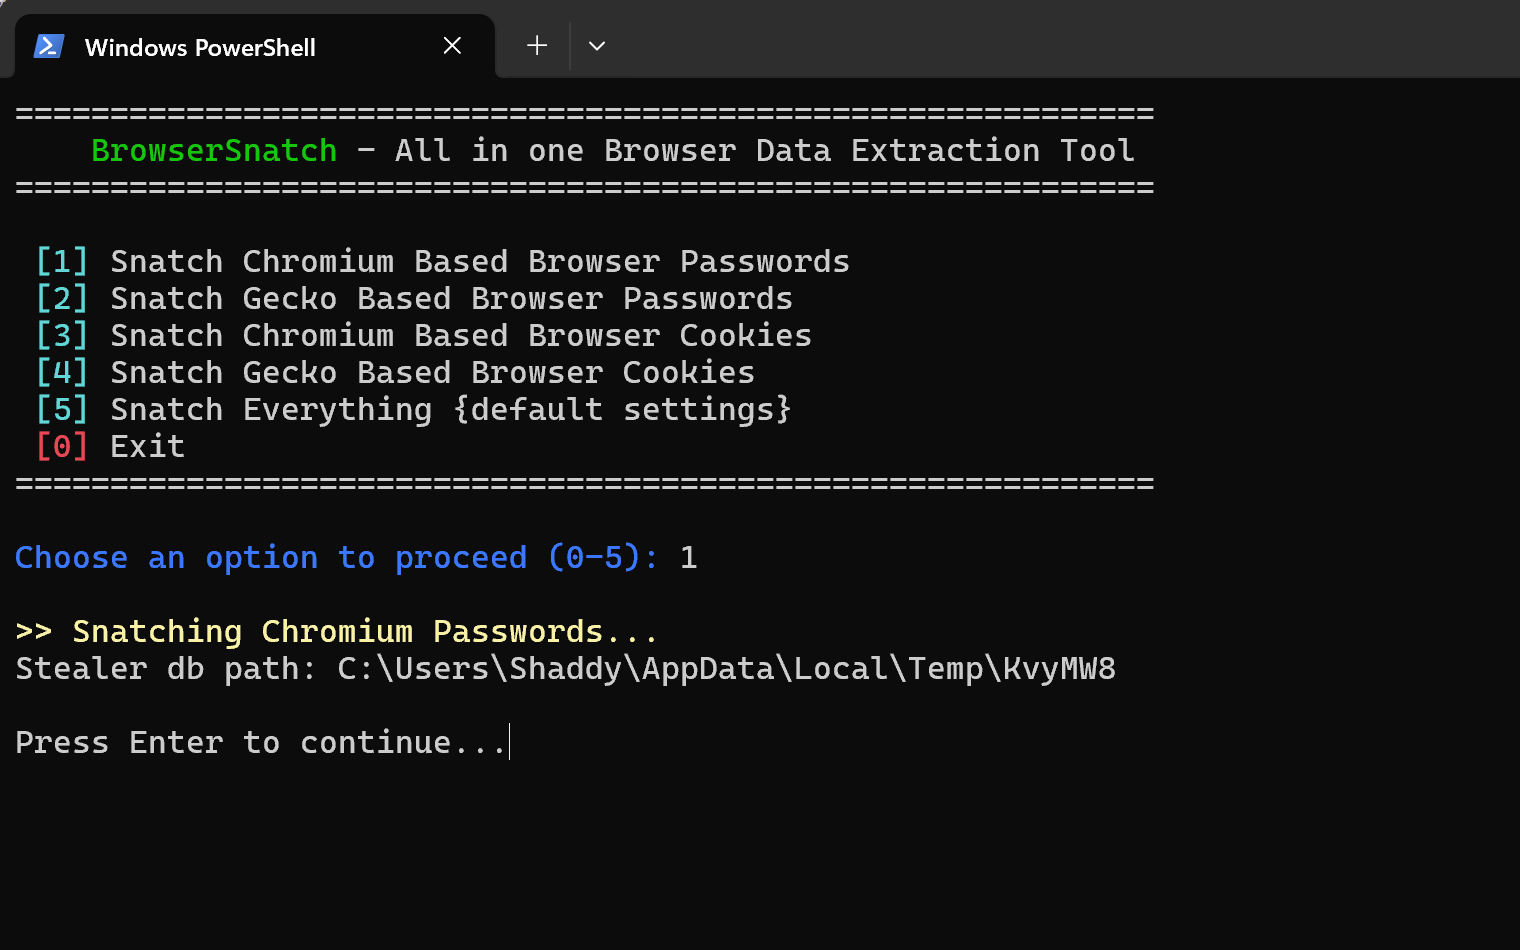 Windows PowerShell
============================================================
BrowserSnatch - All in one Browser Data Extraction Tool
============================================================
[1] Snatch Chromium Based Browser Passwords
[2] Snatch Gecko Based Browser Passwords
[3] Snatch Chromium Based Browser Cookies
[4] Snatch Gecko Based Browser Cookies
[5] Snatch Everything {default settings}
[0] Exit
============================================================
Choose an option to proceed (0-5): 1
>> Snatching Chromium Passwords...
Stealer db path: C:\Users\Shaddy\AppData\Local\Temp\KvyMW8
Press Enter to continue...